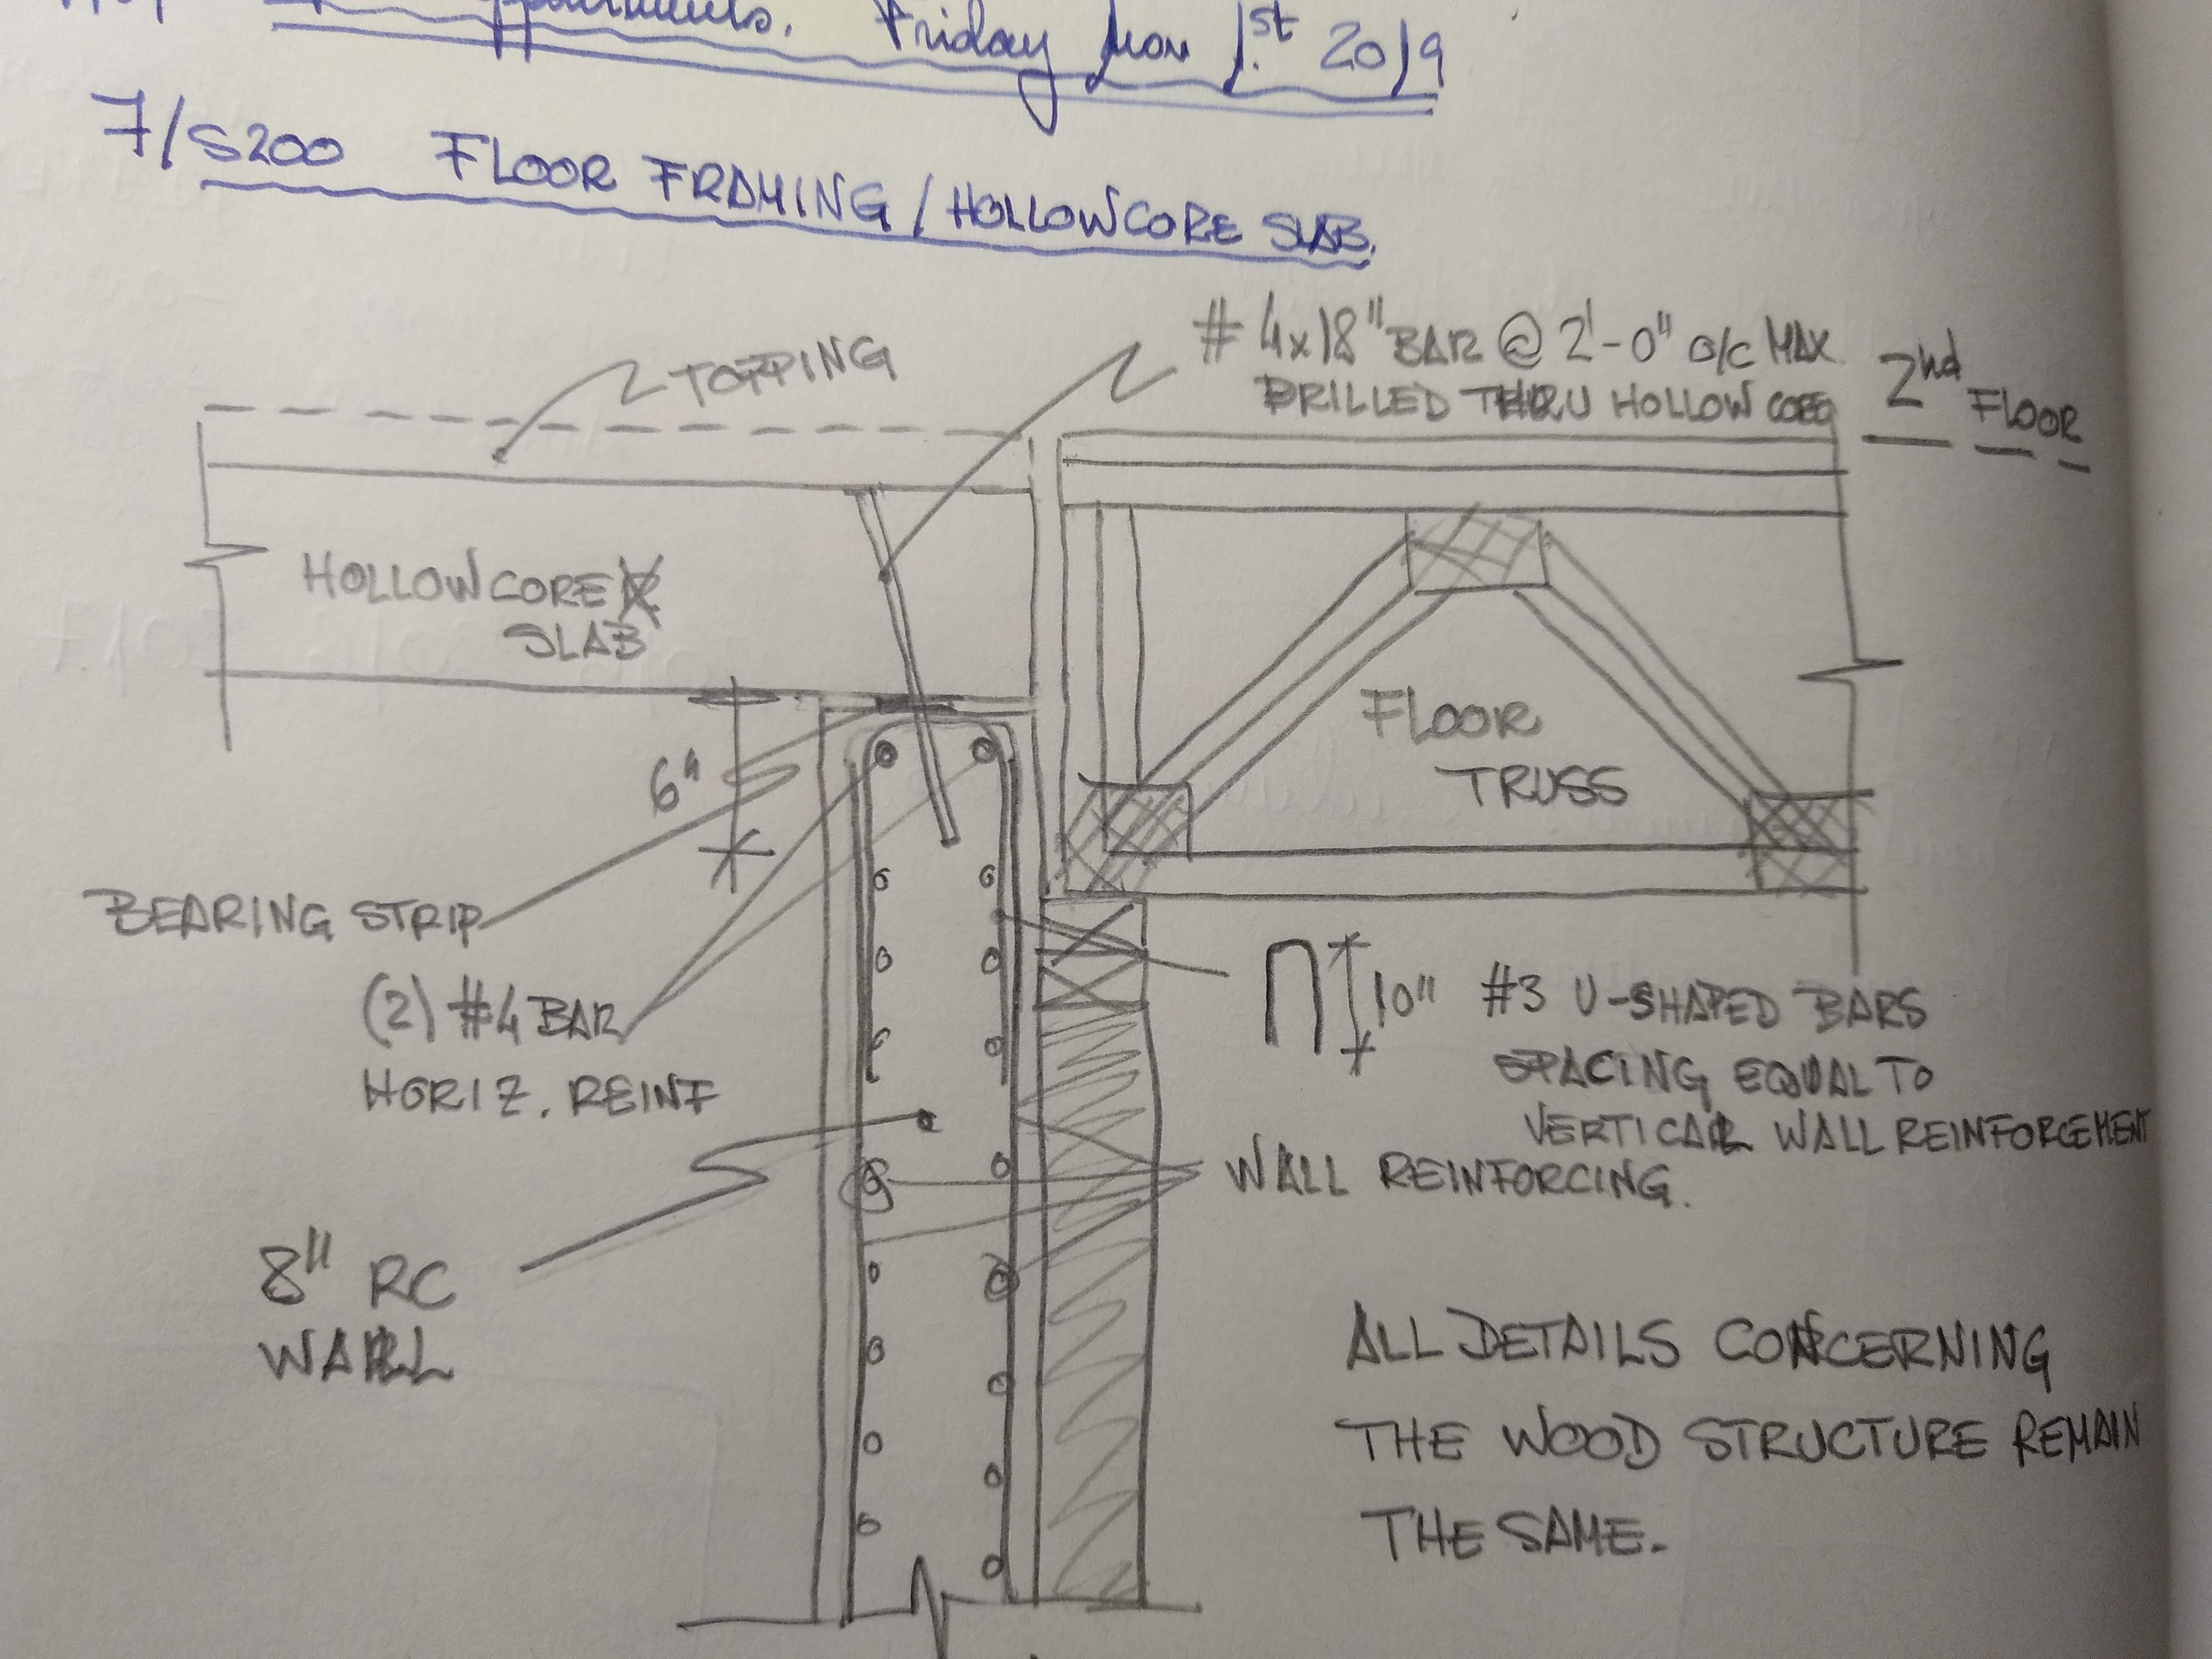 Friday Nov 1st 2019
7/S200 FLOOR FRAMING / HOLLOWCORE SLAB.
TOPPING
# 4x18" BAR @ 2'-0" O/C MAX.
DRILLED THRU HOLLOW CORE
2nd FLOOR
HOLLOWCORE
SLAB
FLOOR
TRUSS
6"
BEARING STRIP
(2) #4 BAR
HORIZ. REINF
10" #3 U-SHAPED BARS
SPACING EQUAL TO
VERTICAL WALL REINFORCEMENT
WALL REINFORCING.
8" RC
WALL
ALL DETAILS CONCERNING
THE WOOD STRUCTURE REMAIN
THE SAME.